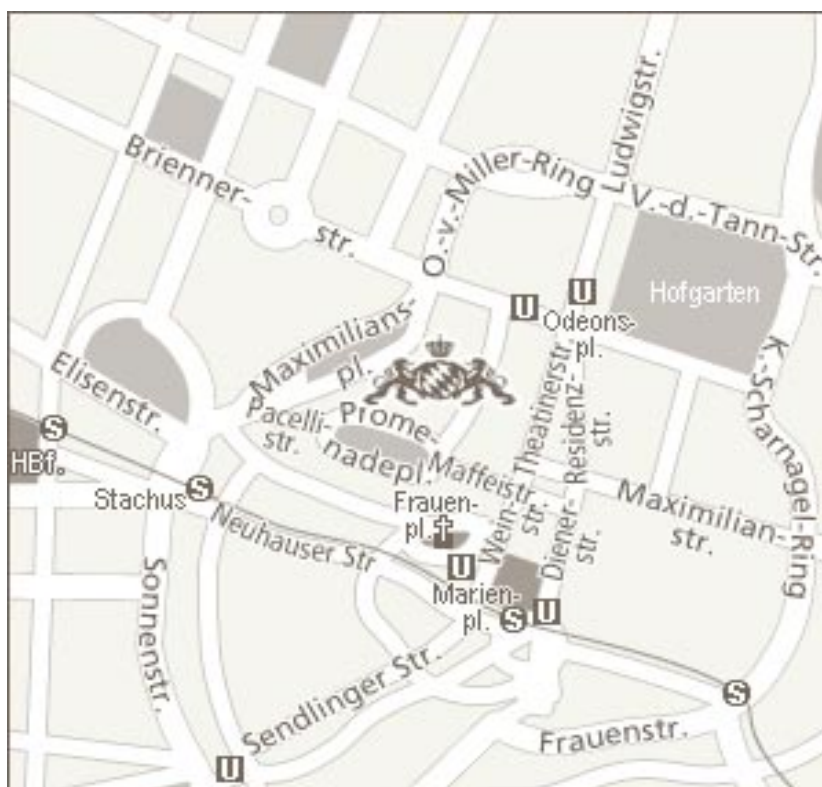 Ludwigstr.
O.-v.-Miller-Ring
Brienner-
str.
V.-d.-Tann-Str.
Hofgarten
U
U
Odeons-
pl.
Maximilians-
pl.
Elisenstr.
Pacelli-
str.
Prome-
nadepl.
Theatinerstr.
Residenz-
str.
K.-Scharnagel-Ring
Maffeistr.
HBf.
S
Stachus
S
Frauen-
pl.
Wein-
str.
Diener-
str.
Maximilian-
str.
Neuhauser Str
U
Marien-
pl.
S
U
Sonnenstr.
Sendlinger Str.
Frauenstr.
S
U